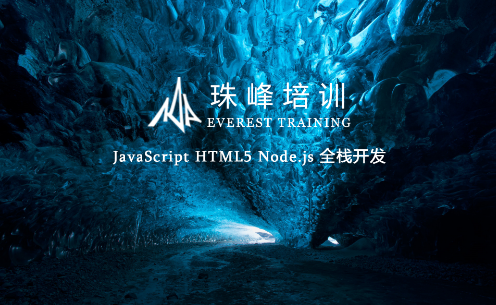 珠峰培训
EVEREST TRAINING
JavaScript HTML5 Node.js 全栈开发